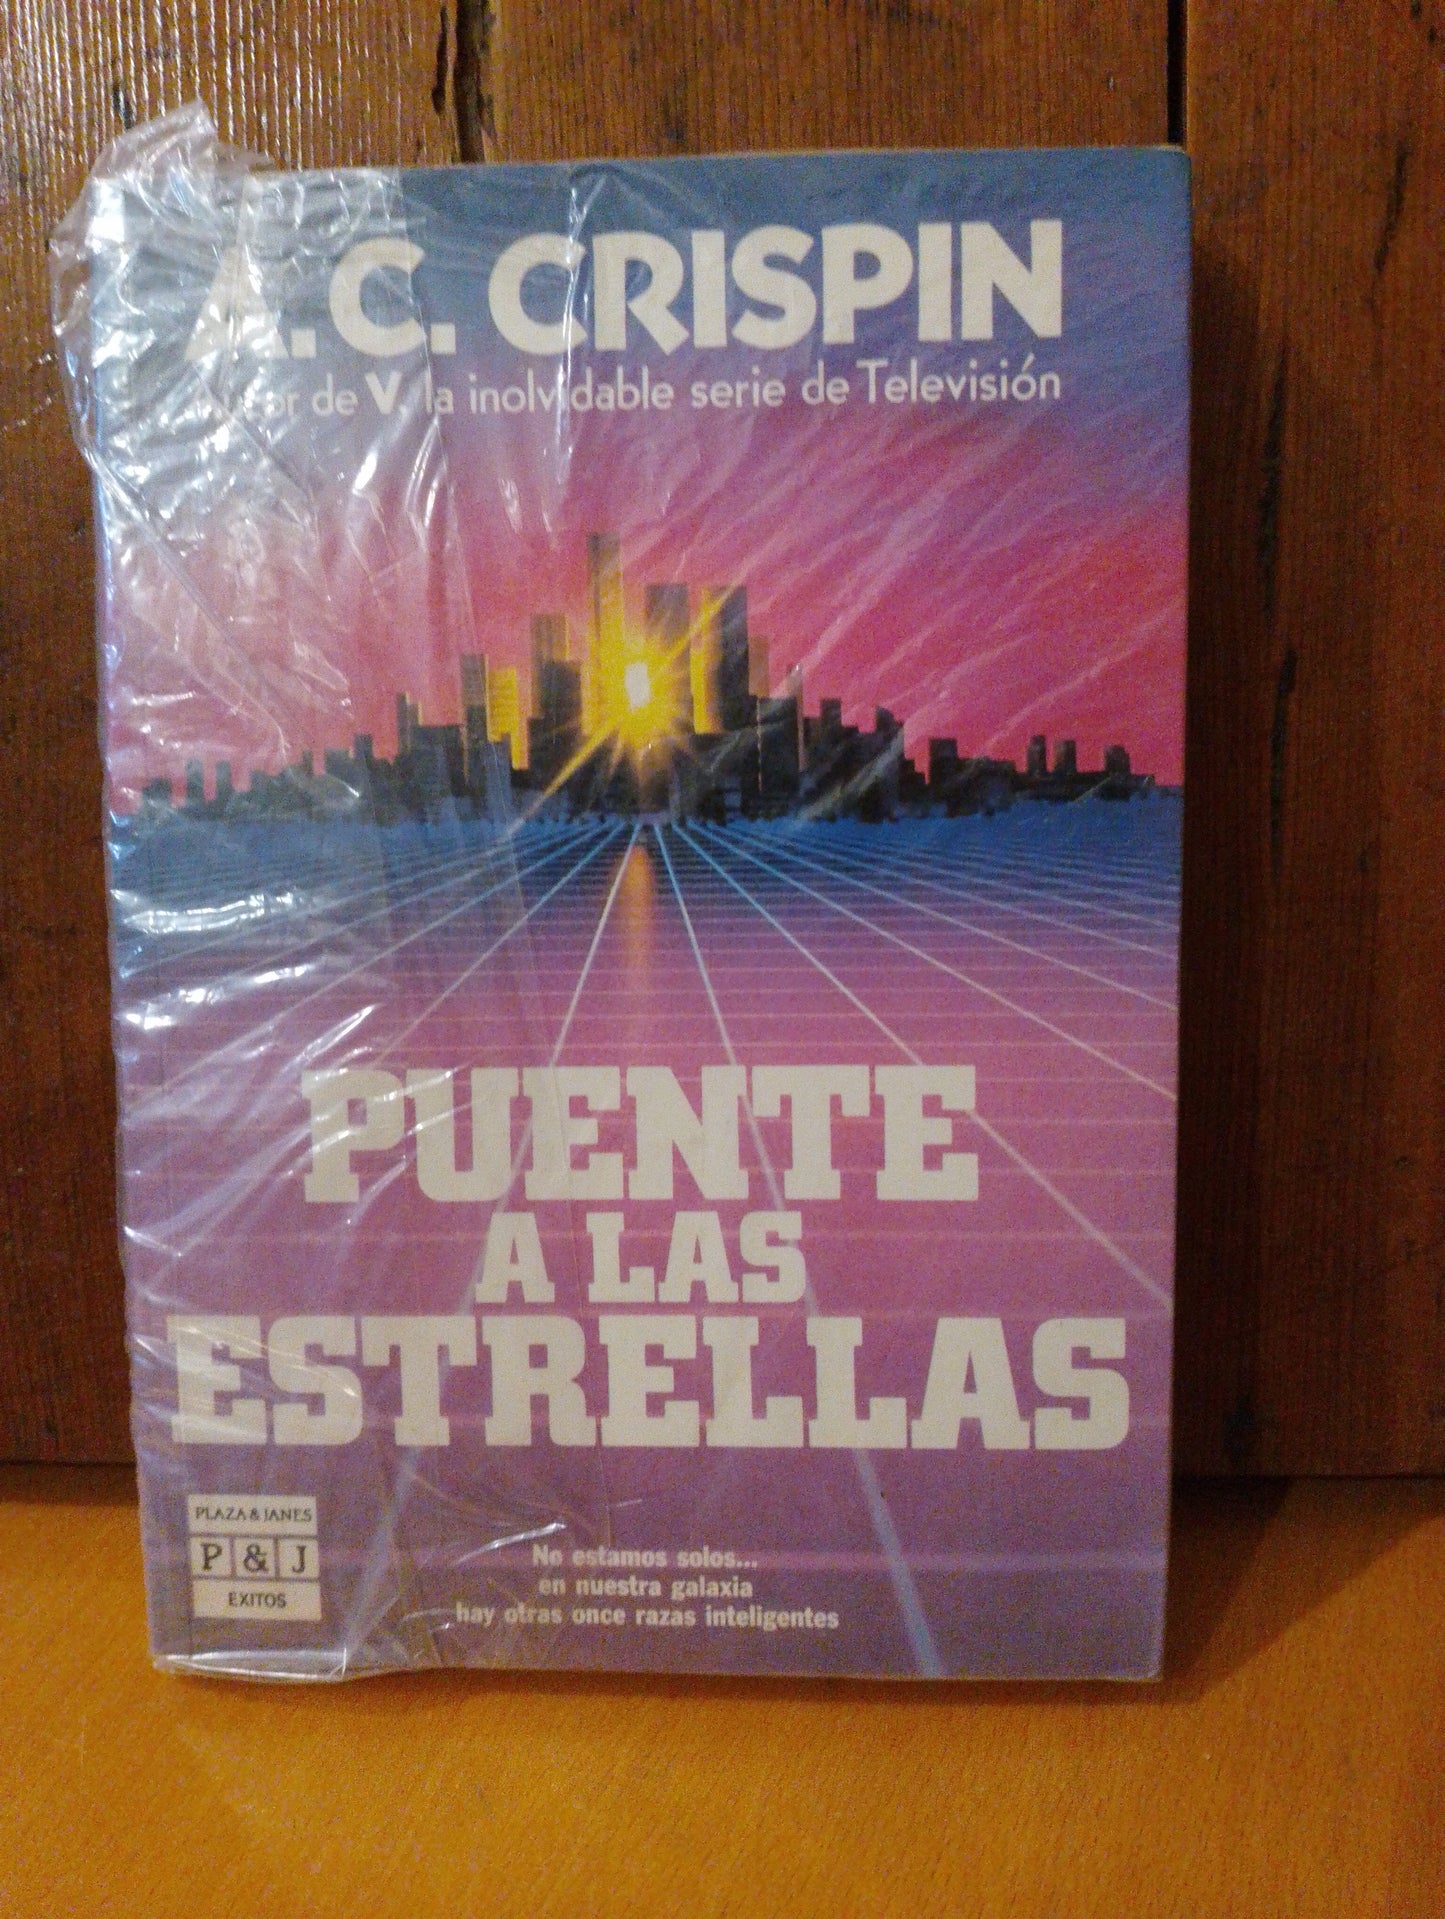 A.C. CRISPIN
de V, la inolvidable serie de Televisión
PUENTE
A LAS
ESTRELLAS
PLAZA & JANES
P & J
EXITOS
No estamos solos...
en nuestra galaxia
hay otras once razas inteligentes